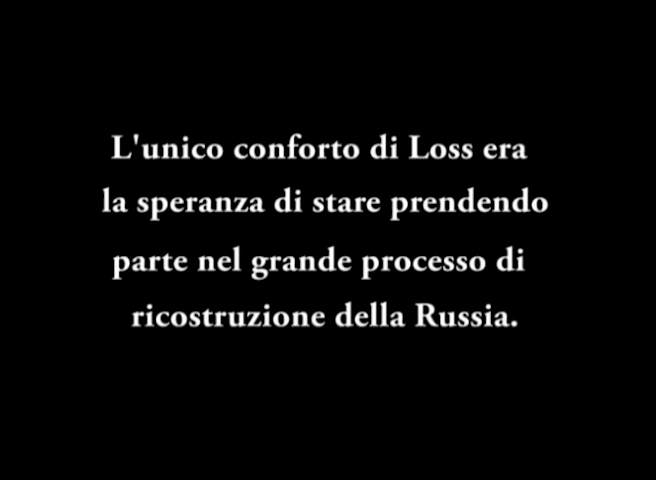 L'unico conforto di Loss era
la speranza di stare prendendo
parte nel grande processo di
ricostruzione della Russia.